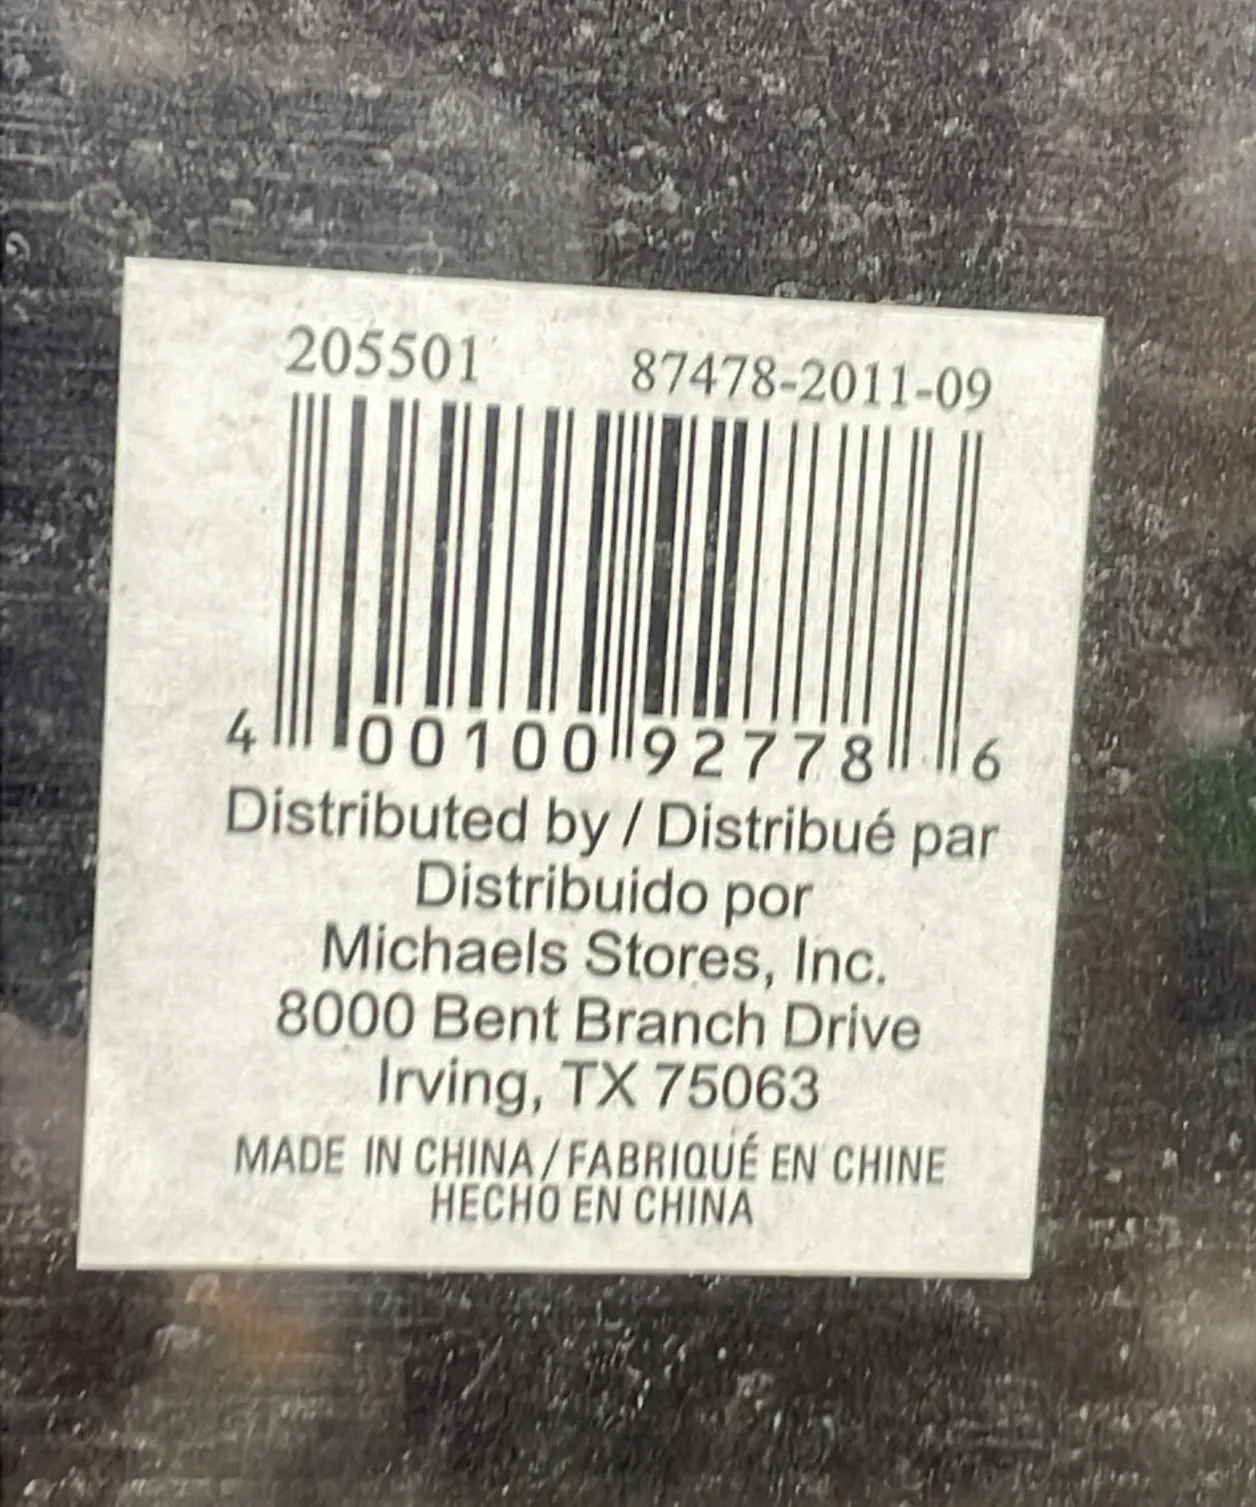 205501 87478-2011-09
4 00100 92778 6
Distributed by / Distribué par
Distribuido por
Michaels Stores, Inc.
8000 Bent Branch Drive
Irving, TX 75063
MADE IN CHINA / FABRIQUÉ EN CHINE
HECHO EN CHINA